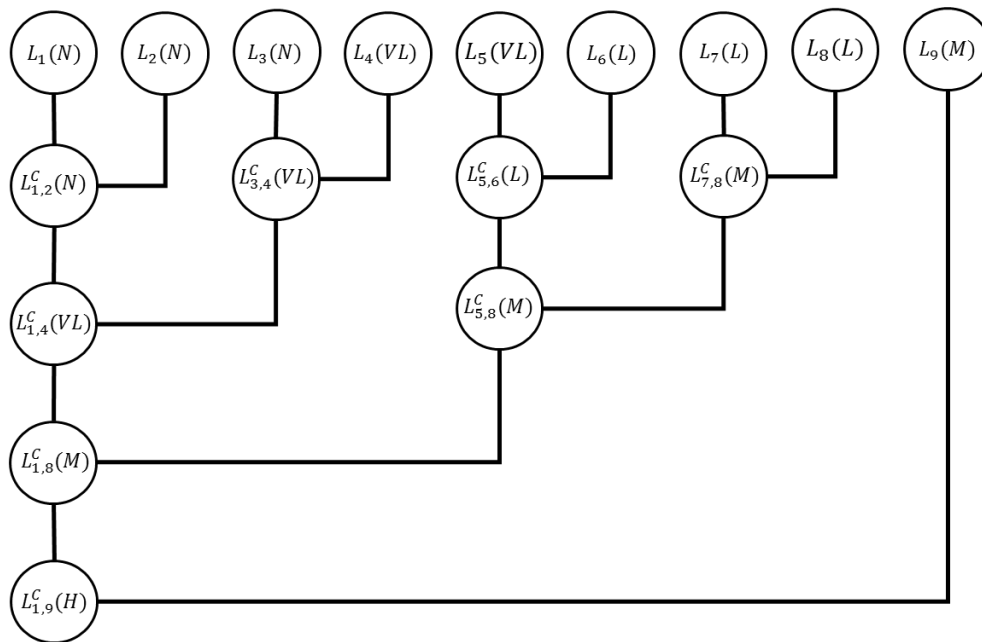 L_1(N) L_2(N) L_3(N) L_4(VL) L_5(VL) L_6(L) L_7(L) L_8(L) L_9(M)
L^C_{1,2}(N) L^C_{3,4}(VL) L^C_{5,6}(L) L^C_{7,8}(M)
L^C_{1,4}(VL) L^C_{5,8}(M)
L^C_{1,8}(M)
L^C_{1,9}(H)